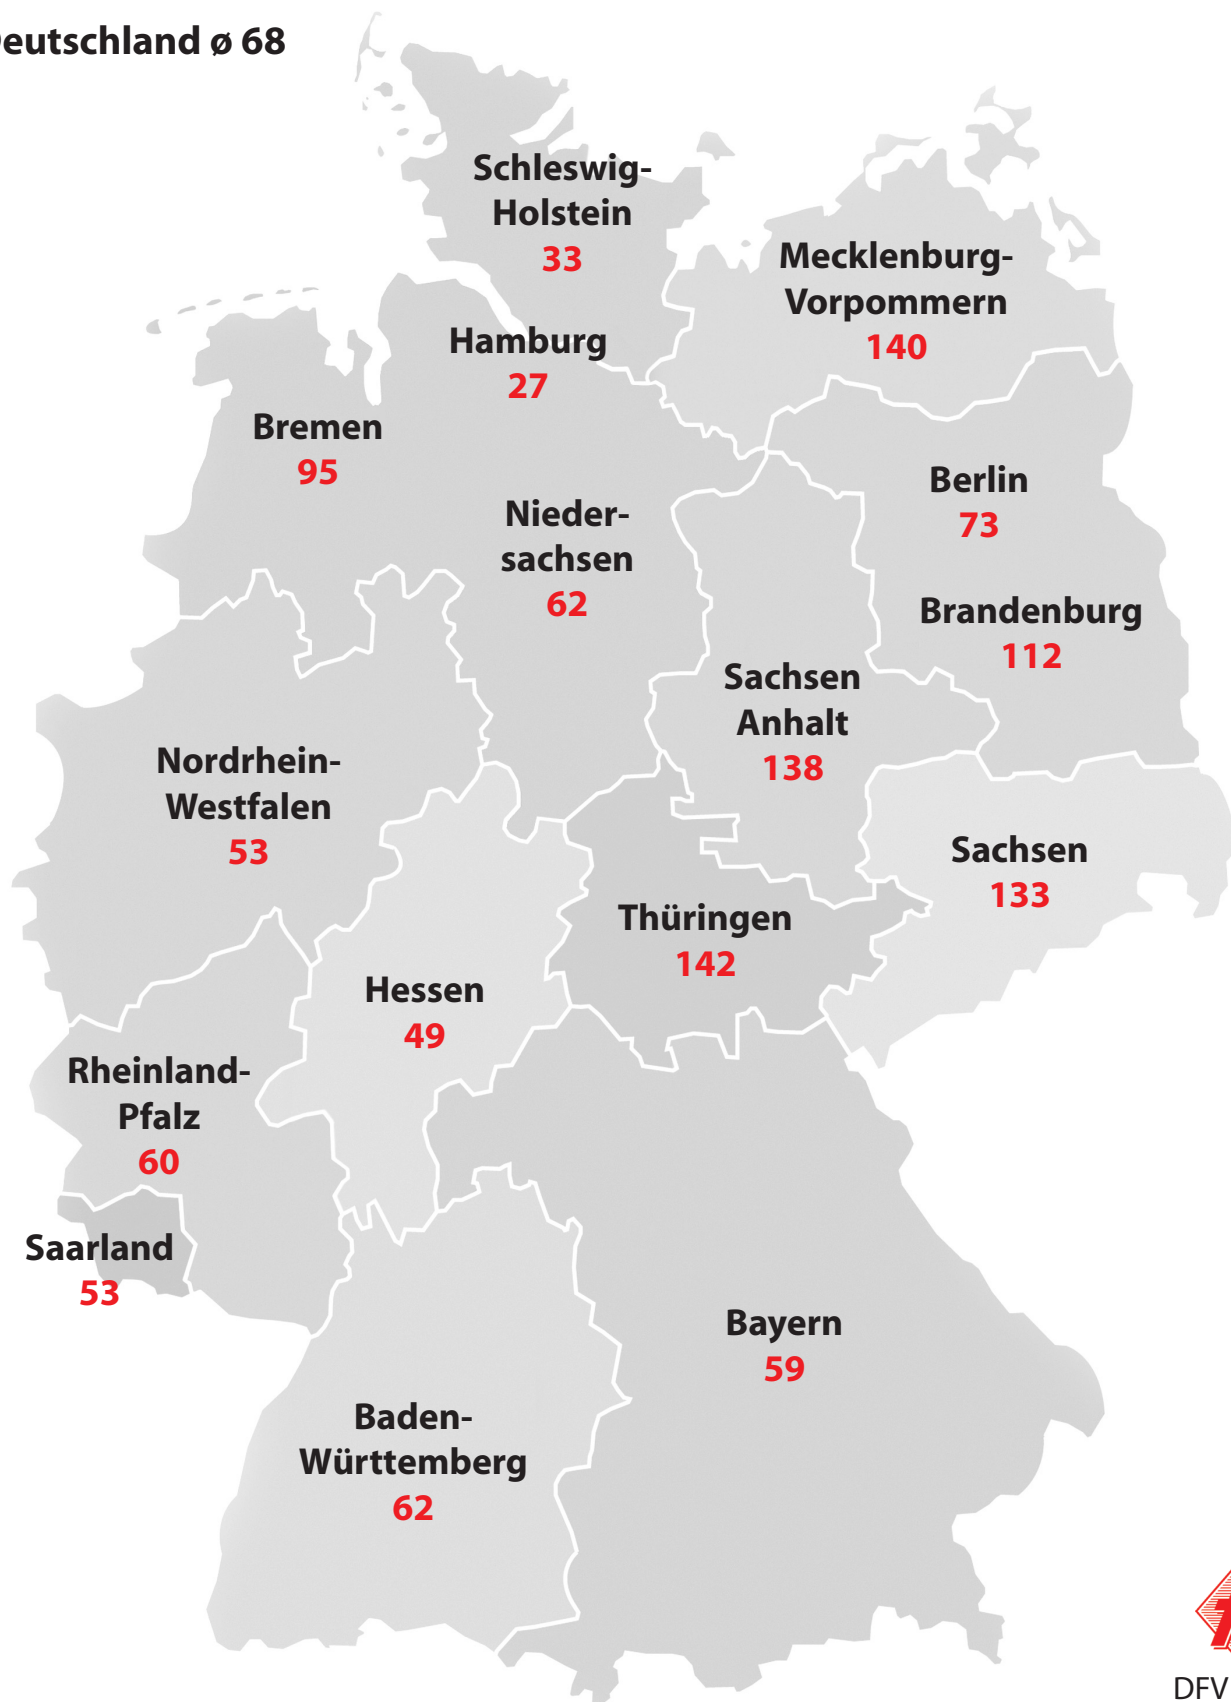 Deutschland ø 68
Schleswig-
Holstein
33
Mecklenburg-
Vorpommern
140
Hamburg
27
Bremen
95
Berlin
73
Nieder-
sachsen
62
Brandenburg
112
Sachsen
Anhalt
138
Nordrhein-
Westfalen
53
Sachsen
133
Thüringen
142
Hessen
49
Rheinland-
Pfalz
60
Saarland
53
Bayern
59
Baden-
Württemberg
62
DFV